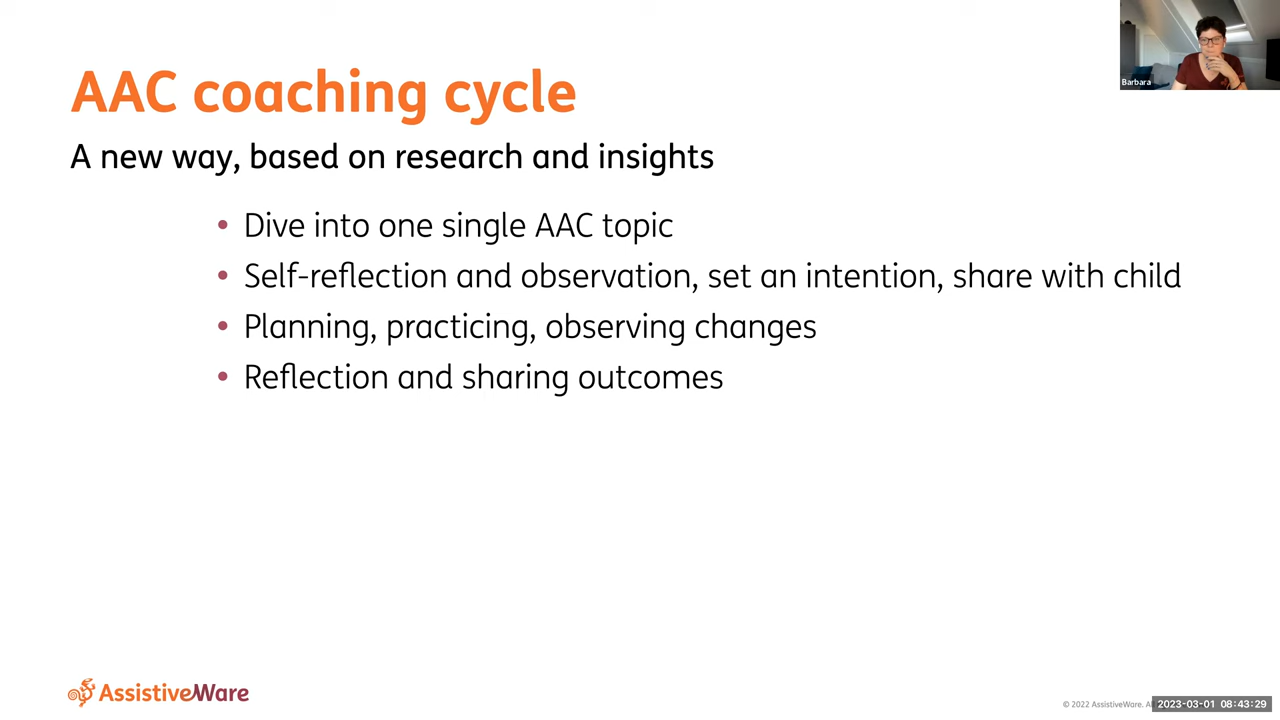 AAC coaching cycle
A new way, based on research and insights
• Dive into one single AAC topic
• Self-reflection and observation, set an intention, share with child
• Planning, practicing, observing changes
• Reflection and sharing outcomes
Barbara
AssistiveWare
© 2022 AssistiveWare.
2023-03-01 08:43:29